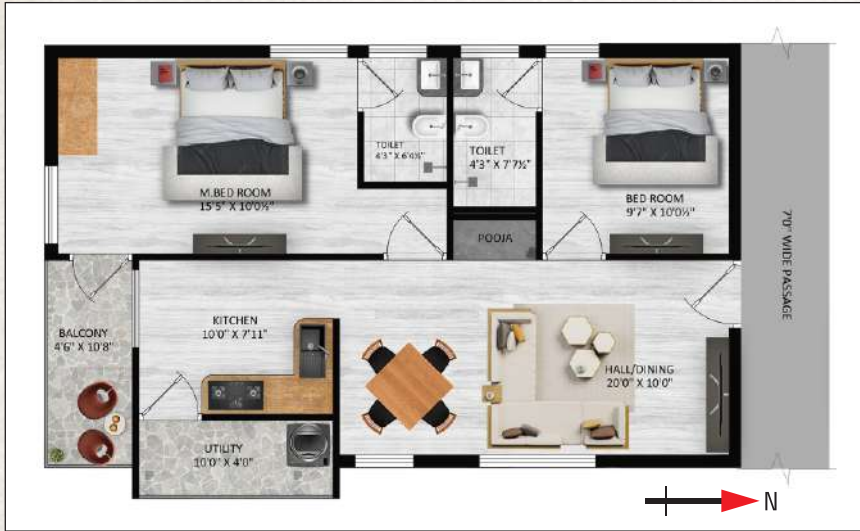 TOILET
4'3" X 6'4½"
TOILET
4'3" X 7'7½"
M.BED ROOM
15'5" X 10'0½"
BED ROOM
9'7" X 10'0½"
POOJA
7'0" WIDE PASSAGE
KITCHEN
10'0" X 7'11"
BALCONY
4'6" X 10'8"
HALL/DINING
20'0" X 10'0"
UTILITY
10'0" X 4'0"
N